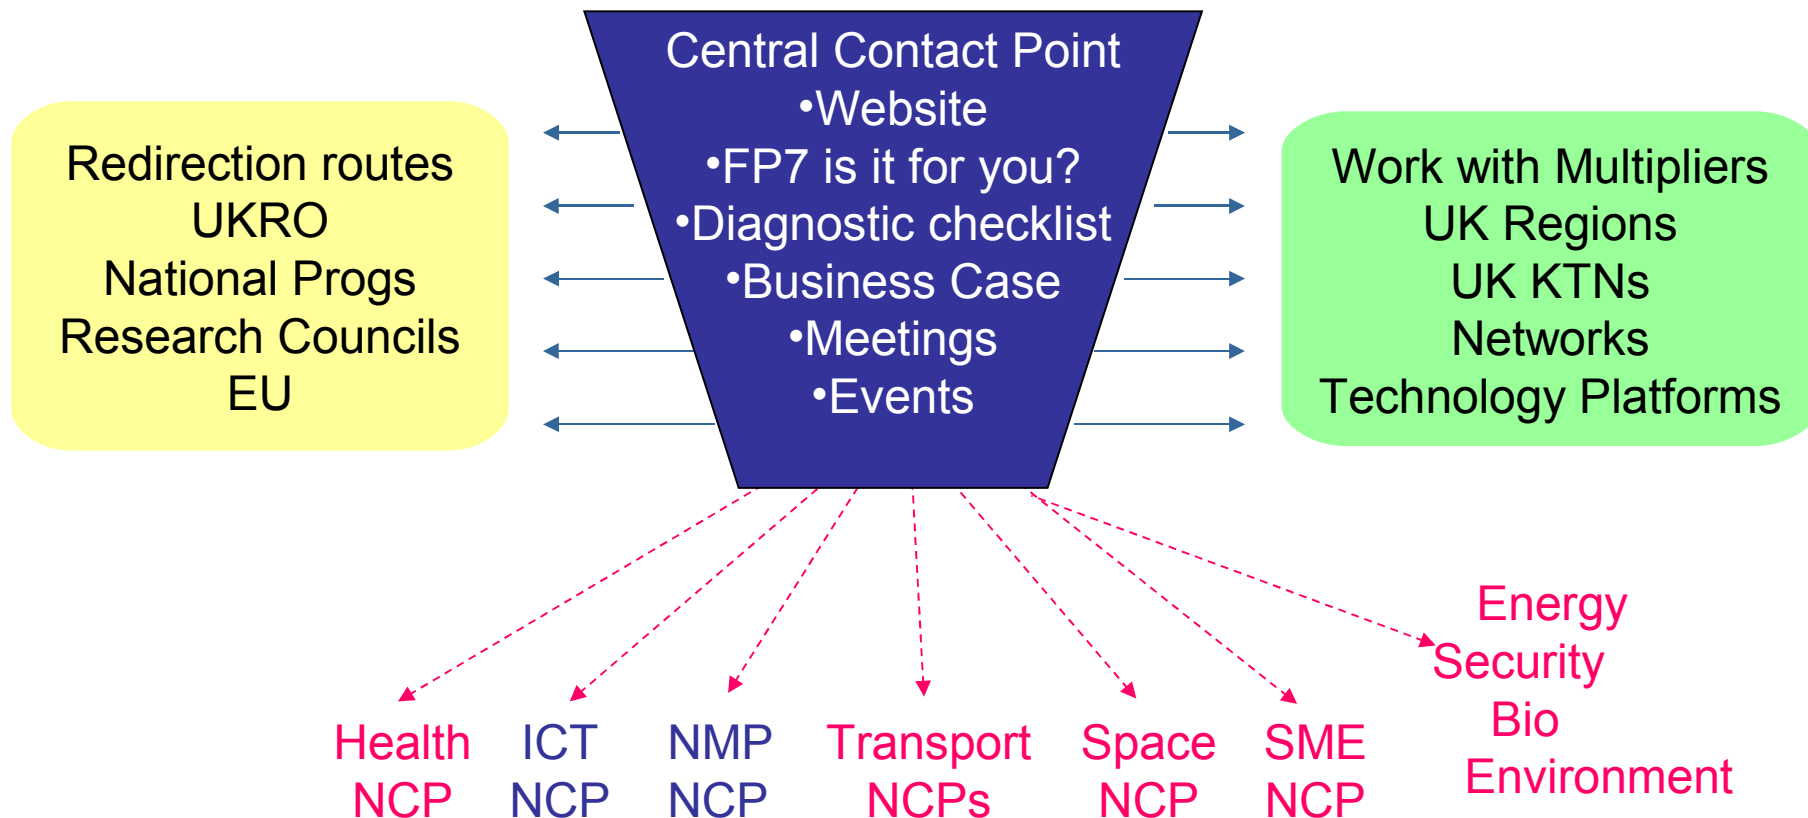 Central Contact Point
•Website
•FP7 is it for you?
•Diagnostic checklist
•Business Case
•Meetings
•Events
Redirection routes
UKRO
National Progs
Research Councils
EU
Work with Multipliers
UK Regions
UK KTNs
Networks
Technology Platforms
Health
NCP
ICT
NCP
NMP
NCP
Transport
NCPs
Space
NCP
SME
NCP
Energy
Security
Bio
Environment